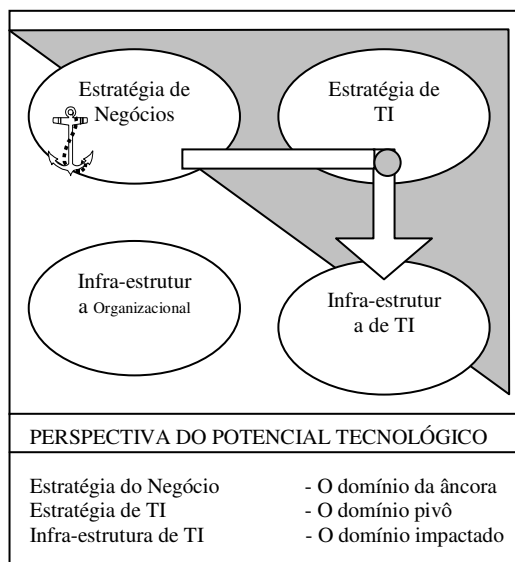 Estratégia de
Negócios
Estratégia de
TI
Infra-estrutur
a Organizacional
Infra-estrutur
a de TI
PERSPECTIVA DO POTENCIAL TECNOLÓGICO
Estratégia do Negócio - O domínio da âncora
Estratégia de TI - O domínio pivô
Infra-estrutura de TI - O domínio impactado